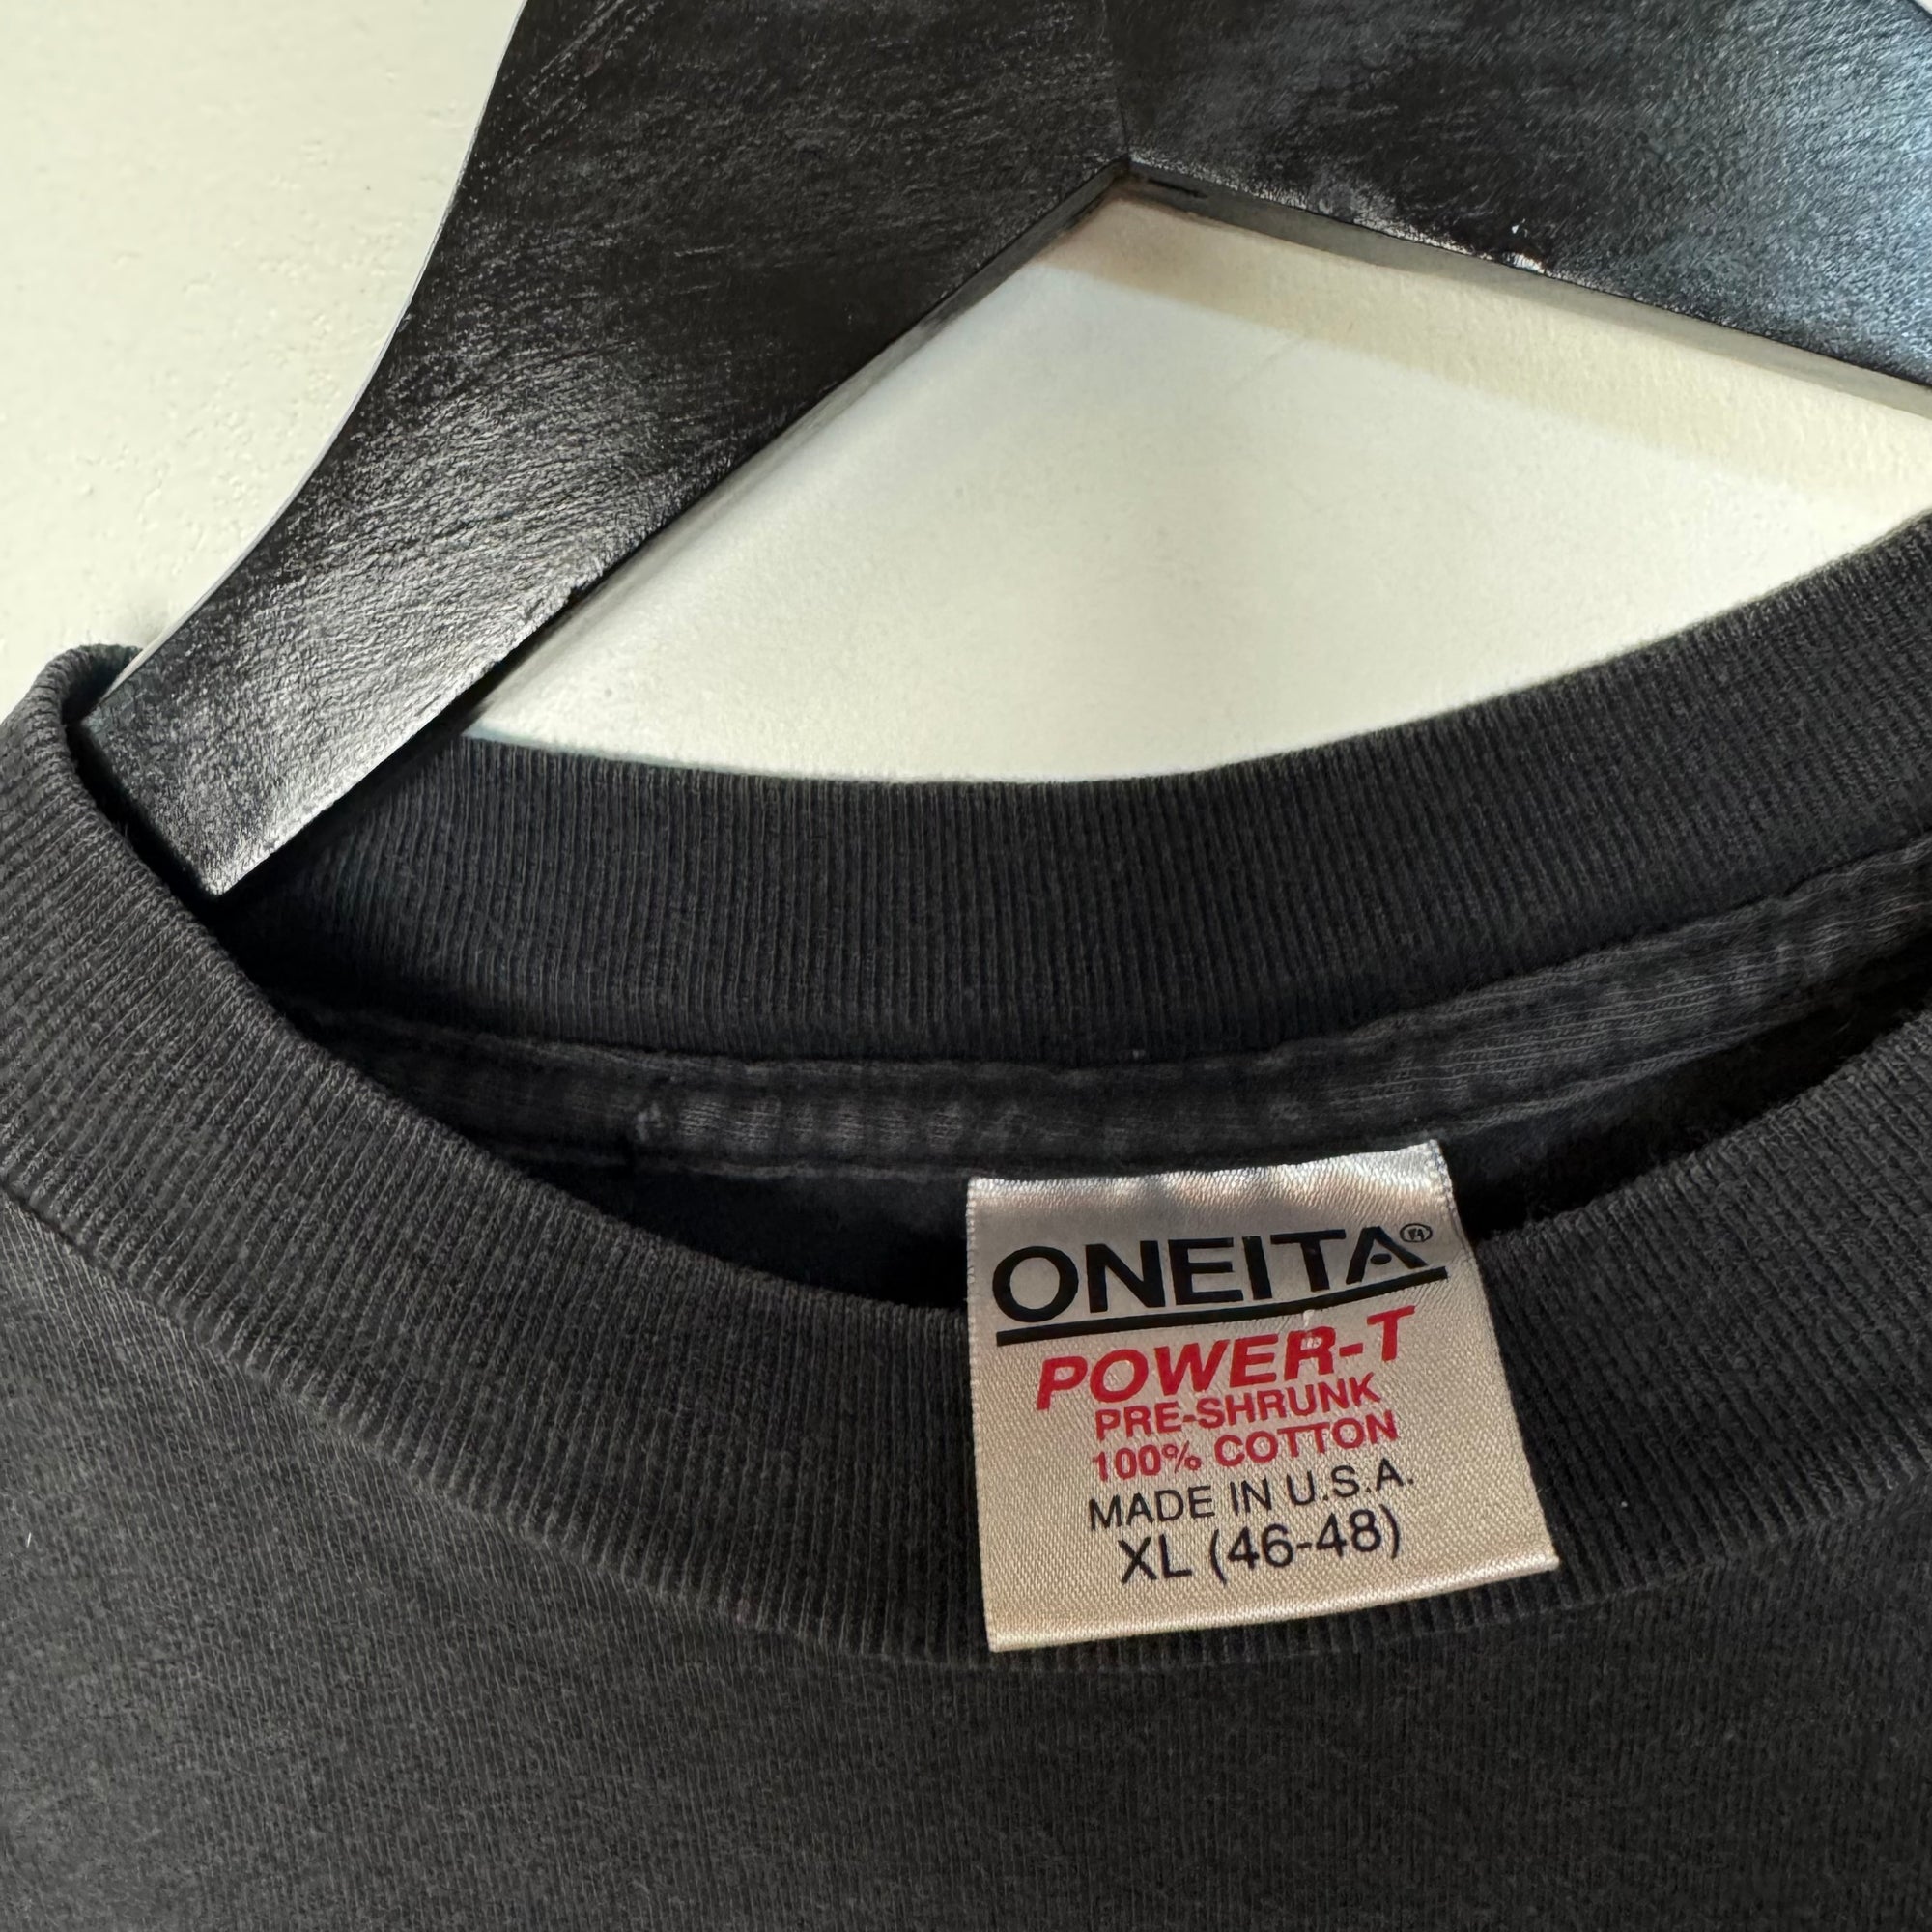 ONEITA®
POWER-T
PRE-SHRUNK
100% COTTON
MADE IN U.S.A.
XL (46-48)